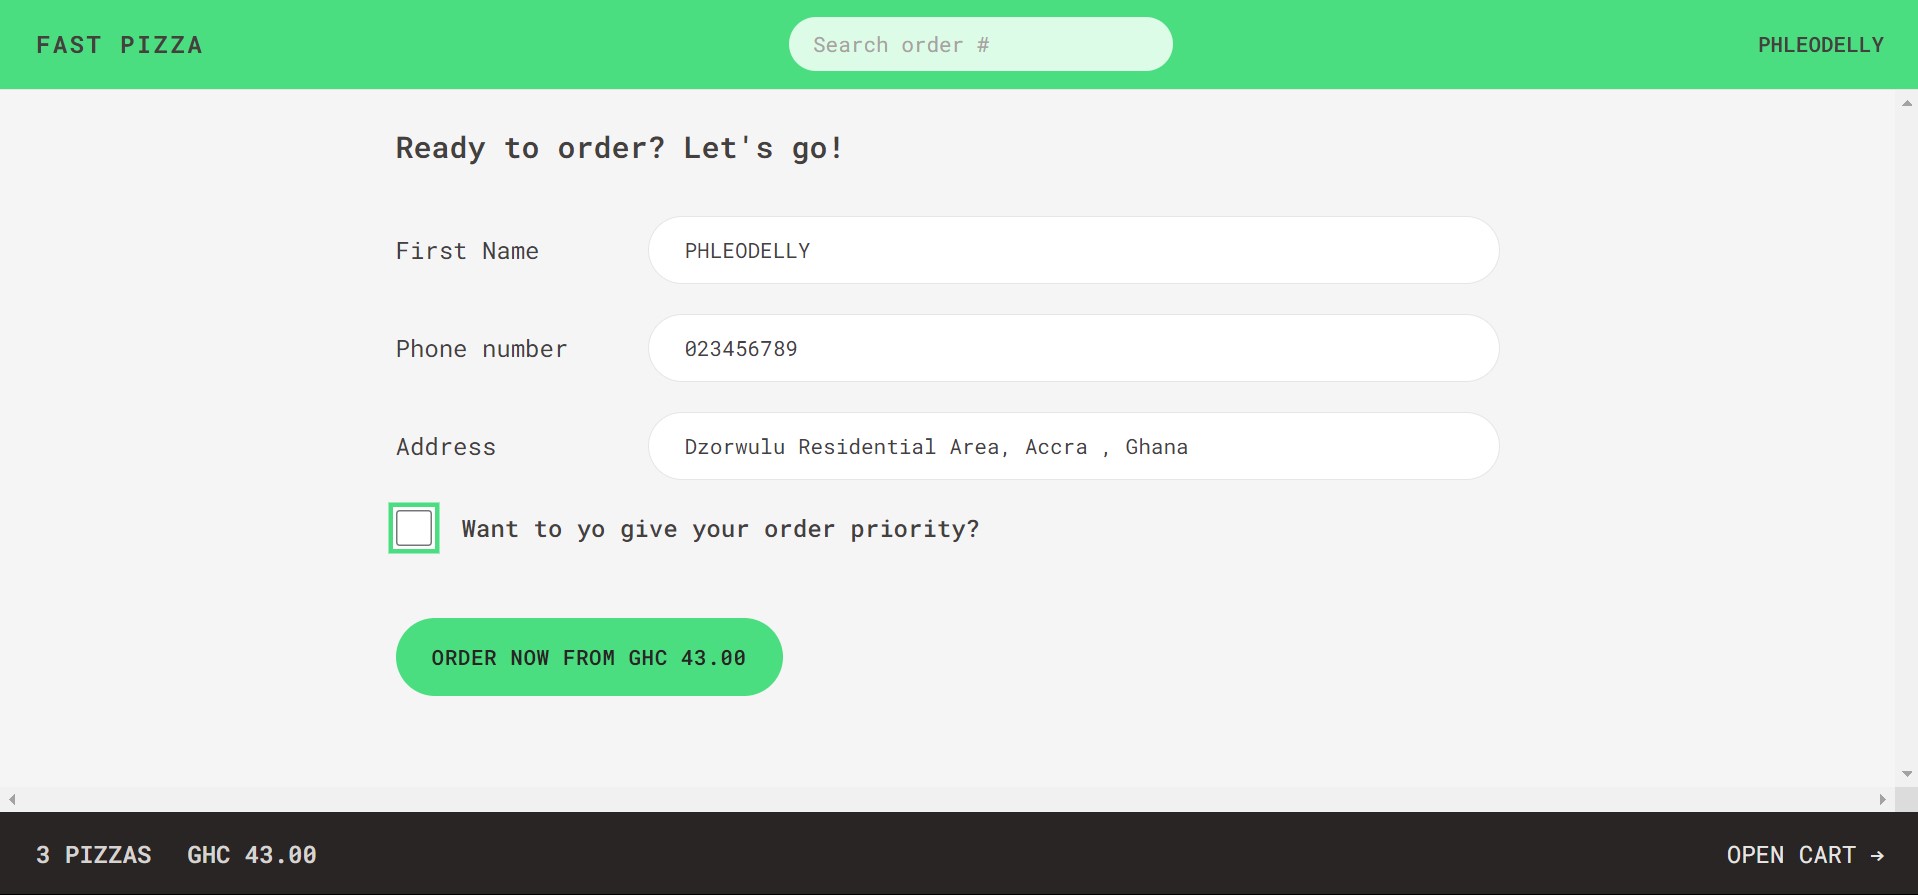 FAST PIZZA
Search order #
PHLEODELLY
Ready to order? Let's go!
First Name
PHLEODELLY
Phone number
023456789
Address
Dzorwulu Residential Area, Accra , Ghana
Want to yo give your order priority?
ORDER NOW FROM GHC 43.00
3 PIZZAS GHC 43.00
OPEN CART →